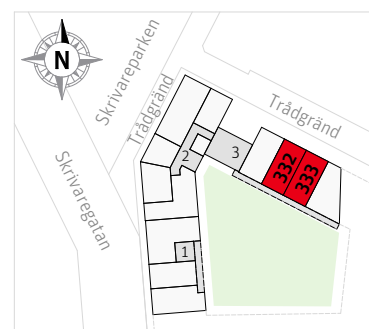 N
Skrivareparken
Trådgränd
Trådgränd
Skrivaregatan
2
3
332
333
1